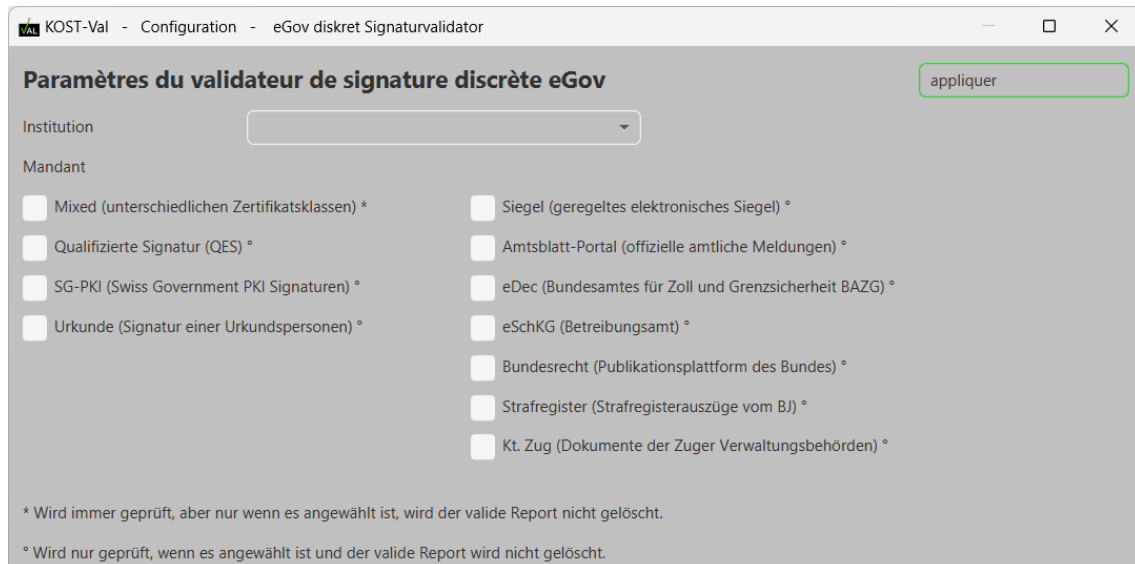 VAL KOST-Val - Configuration - eGov diskret Signaturvalidator
Paramètres du validateur de signature discrète eGov
appliquer
Institution
Mandant
Mixed (unterschiedlichen Zertifikatsklassen) *
Siegel (geregeltes elektronisches Siegel) °
Qualifizierte Signatur (QES) °
Amtsblatt-Portal (offizielle amtliche Meldungen) °
SG-PKI (Swiss Government PKI Signaturen) °
eDec (Bundesamtes für Zoll und Grenzsicherheit BAZG) °
Urkunde (Signatur einer Urkundspersonen) °
eSchKG (Betreibungsamt) °
Bundesrecht (Publikationsplattform des Bundes) °
Strafregister (Strafregisterauszüge vom BJ) °
Kt. Zug (Dokumente der Zuger Verwaltungsbehörden) °
* Wird immer geprüft, aber nur wenn es angewählt ist, wird der valide Report nicht gelöscht.
° Wird nur geprüft, wenn es angewählt ist und der valide Report wird nicht gelöscht.